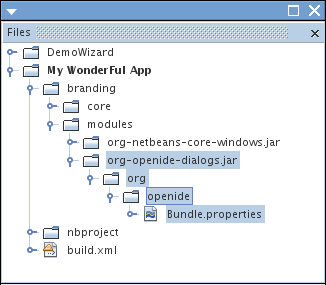 Files
DemoWizard
My WonderFul App
branding
core
modules
org-netbeans-core-windows.jar
org-openide-dialogs.jar
org
openide
Bundle.properties
nbproject
build.xml